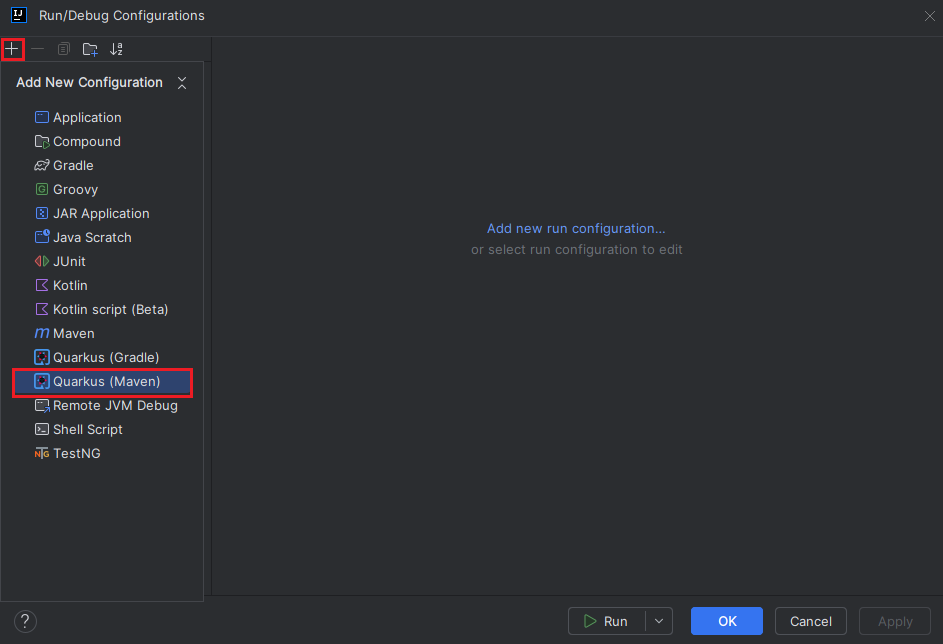 Run/Debug Configurations
Add New Configuration
Application
Compound
Gradle
Groovy
JAR Application
Java Scratch
JUnit
Kotlin
Kotlin script (Beta)
Maven
Quarkus (Gradle)
Quarkus (Maven)
Remote JVM Debug
Shell Script
TestNG
Add new run configuration...
or select run configuration to edit
? Run OK Cancel Apply